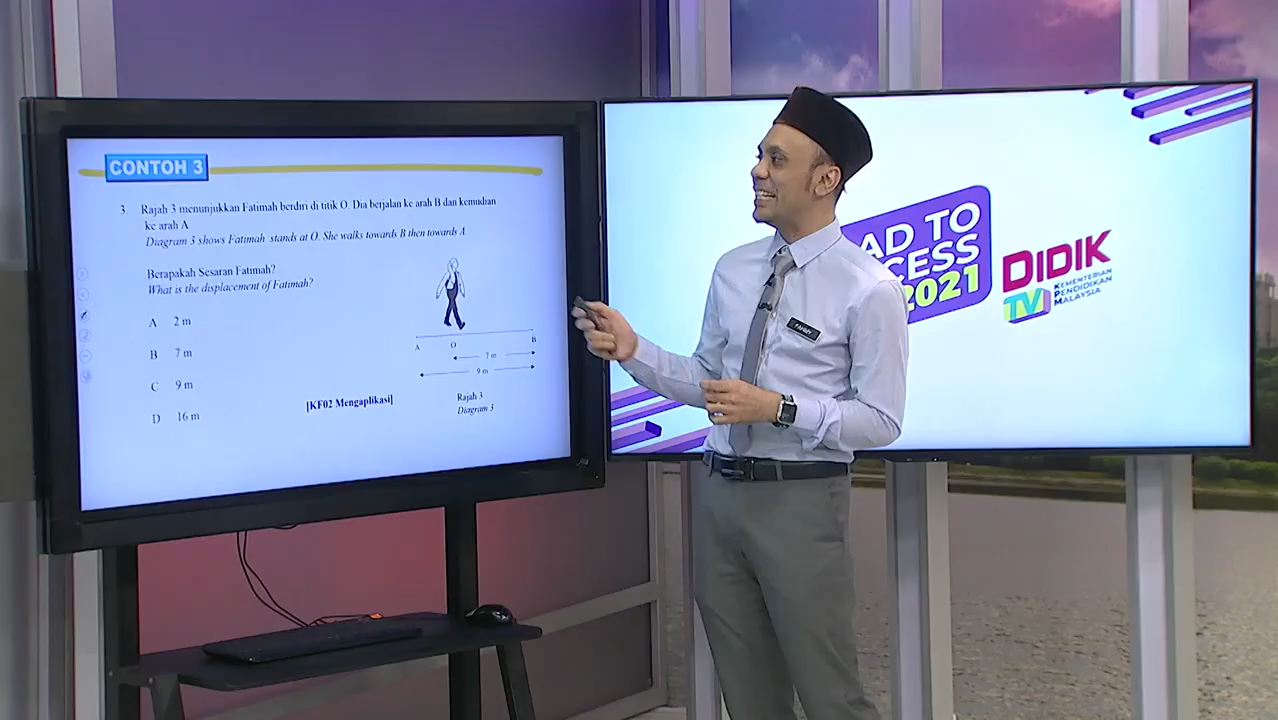 CONTOH 3
3. Rajah 3 menunjukkan Fatimah berdiri di titik O. Dia berjalan ke arah B dan kemudian
ke arah A
Diagram 3 shows Fatimah stands at O. She walks towards B then towards A.
Berapakah Sesaran Fatimah?
What is the displacement of Fatimah?
A 2 m
B 7 m
C 9 m
D 16 m
A O B
7 m
9 m
[KF02 Mengaplikasi]
Rajah 3
Diagram 3
AD TO
CESS
2021
DIDIK
TV
KEMENTERIAN
PENDIDIKAN
MALAYSIA
FAHMY